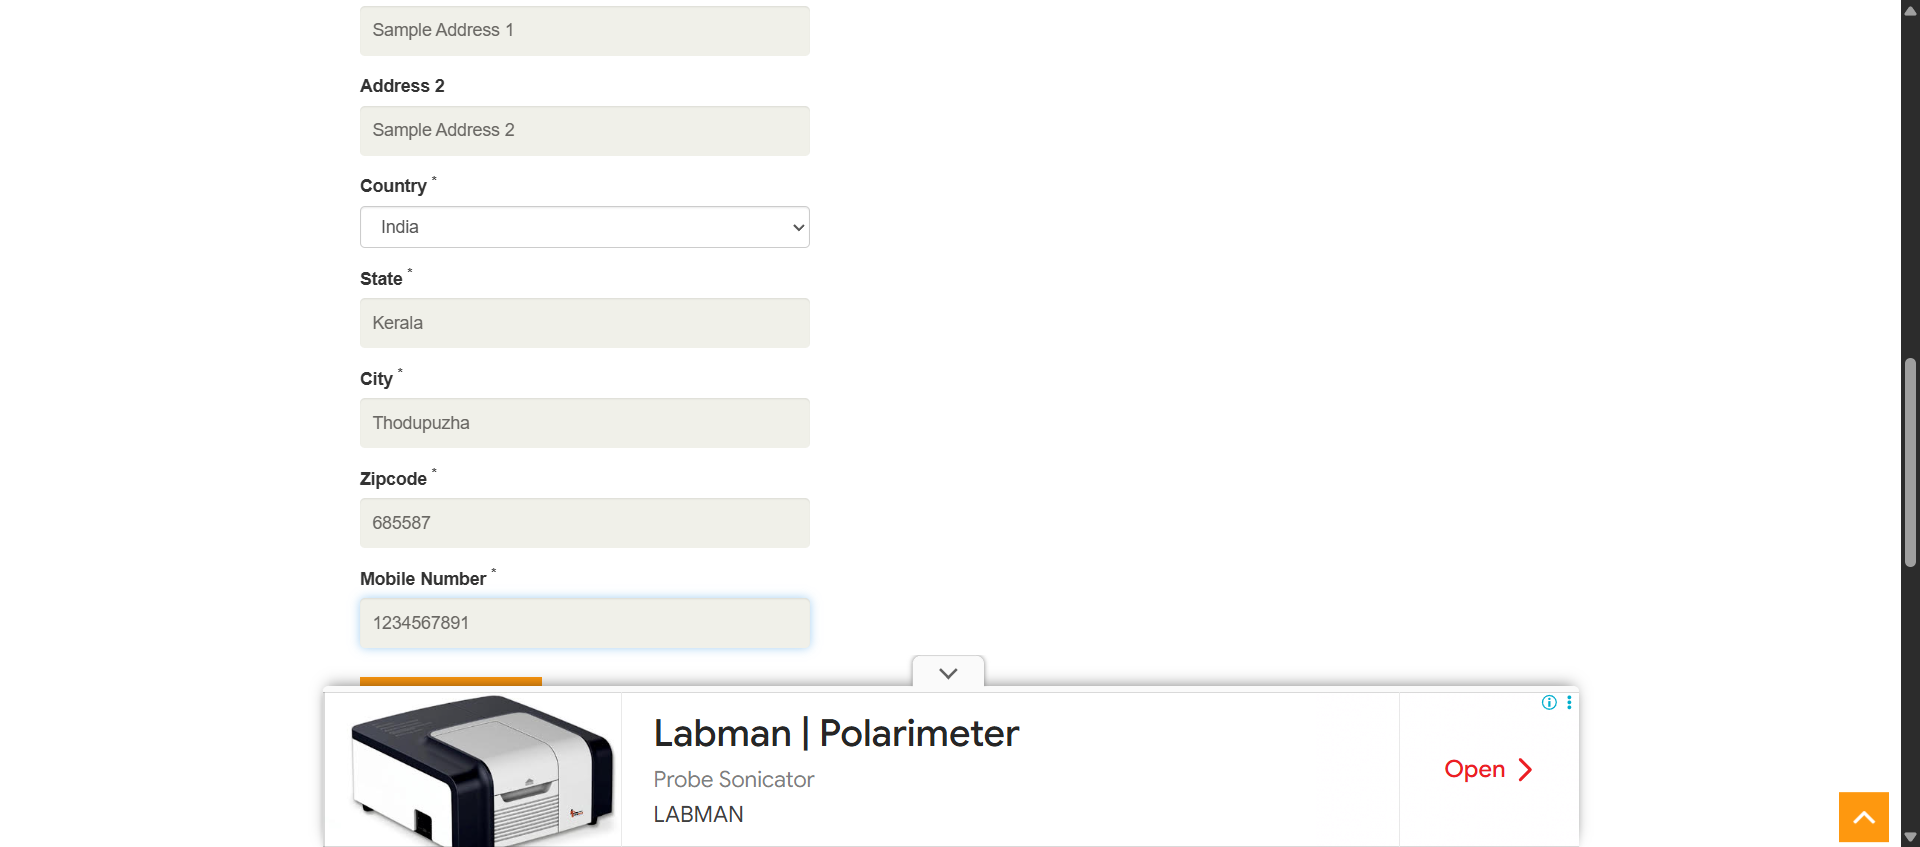 Sample Address 1
Address 2
Sample Address 2
Country *
India
State *
Kerala
City *
Thodupuzha
Zipcode *
685587
Mobile Number *
1234567891
Labman | Polarimeter
Probe Sonicator
LABMAN
Open